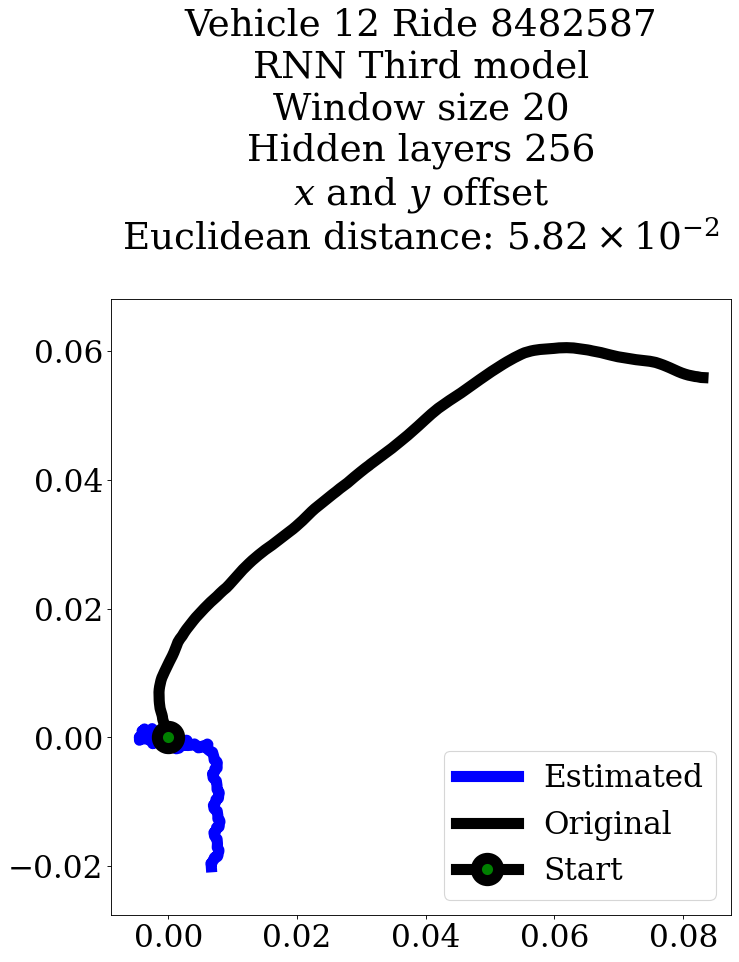 Vehicle 12 Ride 8482587
RNN Third model
Window size 20
Hidden layers 256
x and y offset
Euclidean distance: 5.82 × 10⁻²
0.06
0.04
0.02
0.00
−0.02
Estimated
Original
Start
0.00 0.02 0.04 0.06 0.08